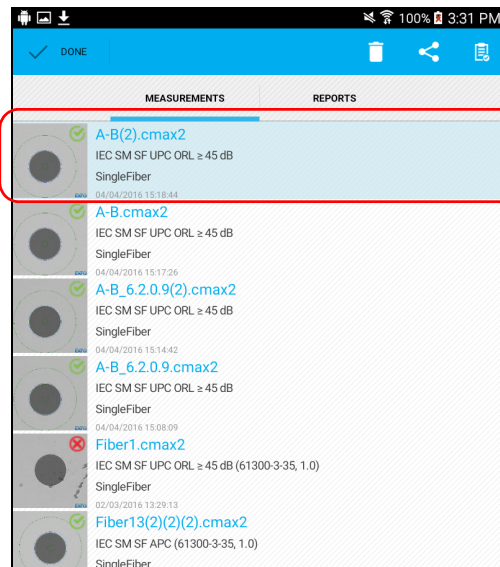 100% 3:31 PM
DONE
MEASUREMENTS REPORTS
A-B(2).cmax2
IEC SM SF UPC ORL ≥ 45 dB
SingleFiber
EXFO 04/04/2016 15:18:44
A-B.cmax2
IEC SM SF UPC ORL ≥ 45 dB
SingleFiber
EXFO 04/04/2016 15:17:26
A-B_6.2.0.9(2).cmax2
IEC SM SF UPC ORL ≥ 45 dB
SingleFiber
EXFO 04/04/2016 15:14:42
A-B_6.2.0.9.cmax2
IEC SM SF UPC ORL ≥ 45 dB
SingleFiber
EXFO 04/04/2016 15:08:09
Fiber1.cmax2
IEC SM SF UPC ORL ≥ 45 dB (61300-3-35, 1.0)
SingleFiber
EXFO 02/03/2016 13:29:13
Fiber13(2)(2)(2).cmax2
IEC SM SF APC (61300-3-35, 1.0)
SingleFiber